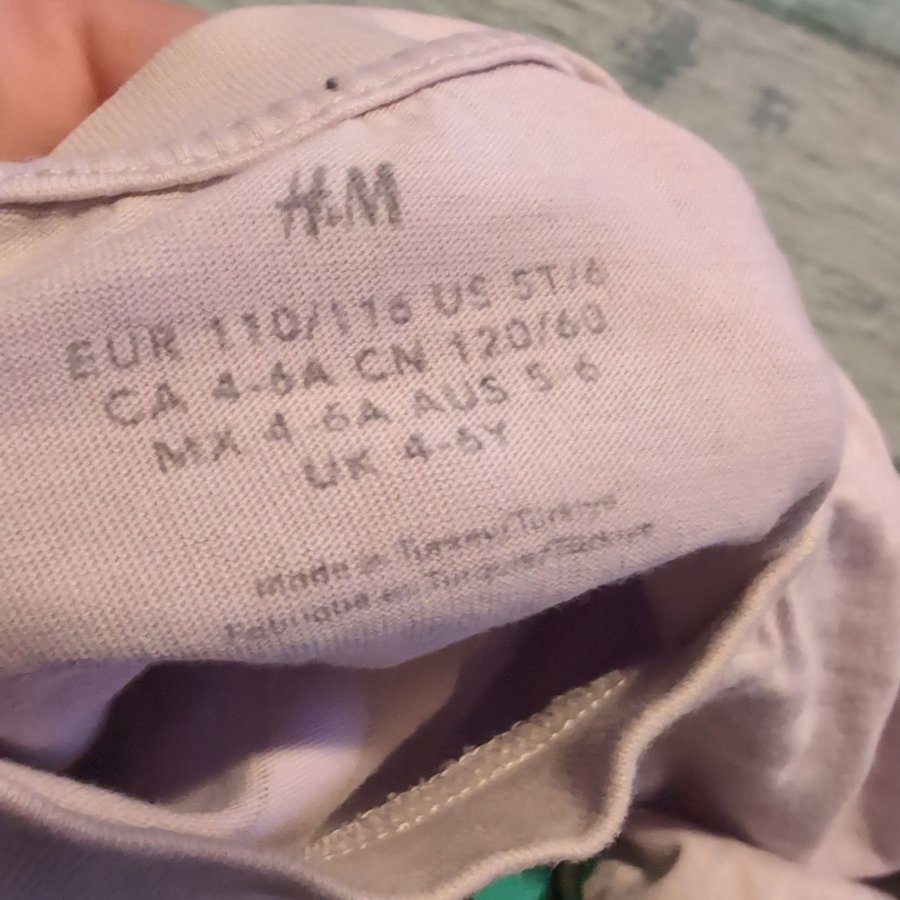 H&M
EUR 110/116 US 5T/6
CA 4-6A CN 120/60
MX 4-6A AUS 5-6
UK 4-6Y
Made in Turkey/Türkiye
Fabriqué en Turquie/Türkiye